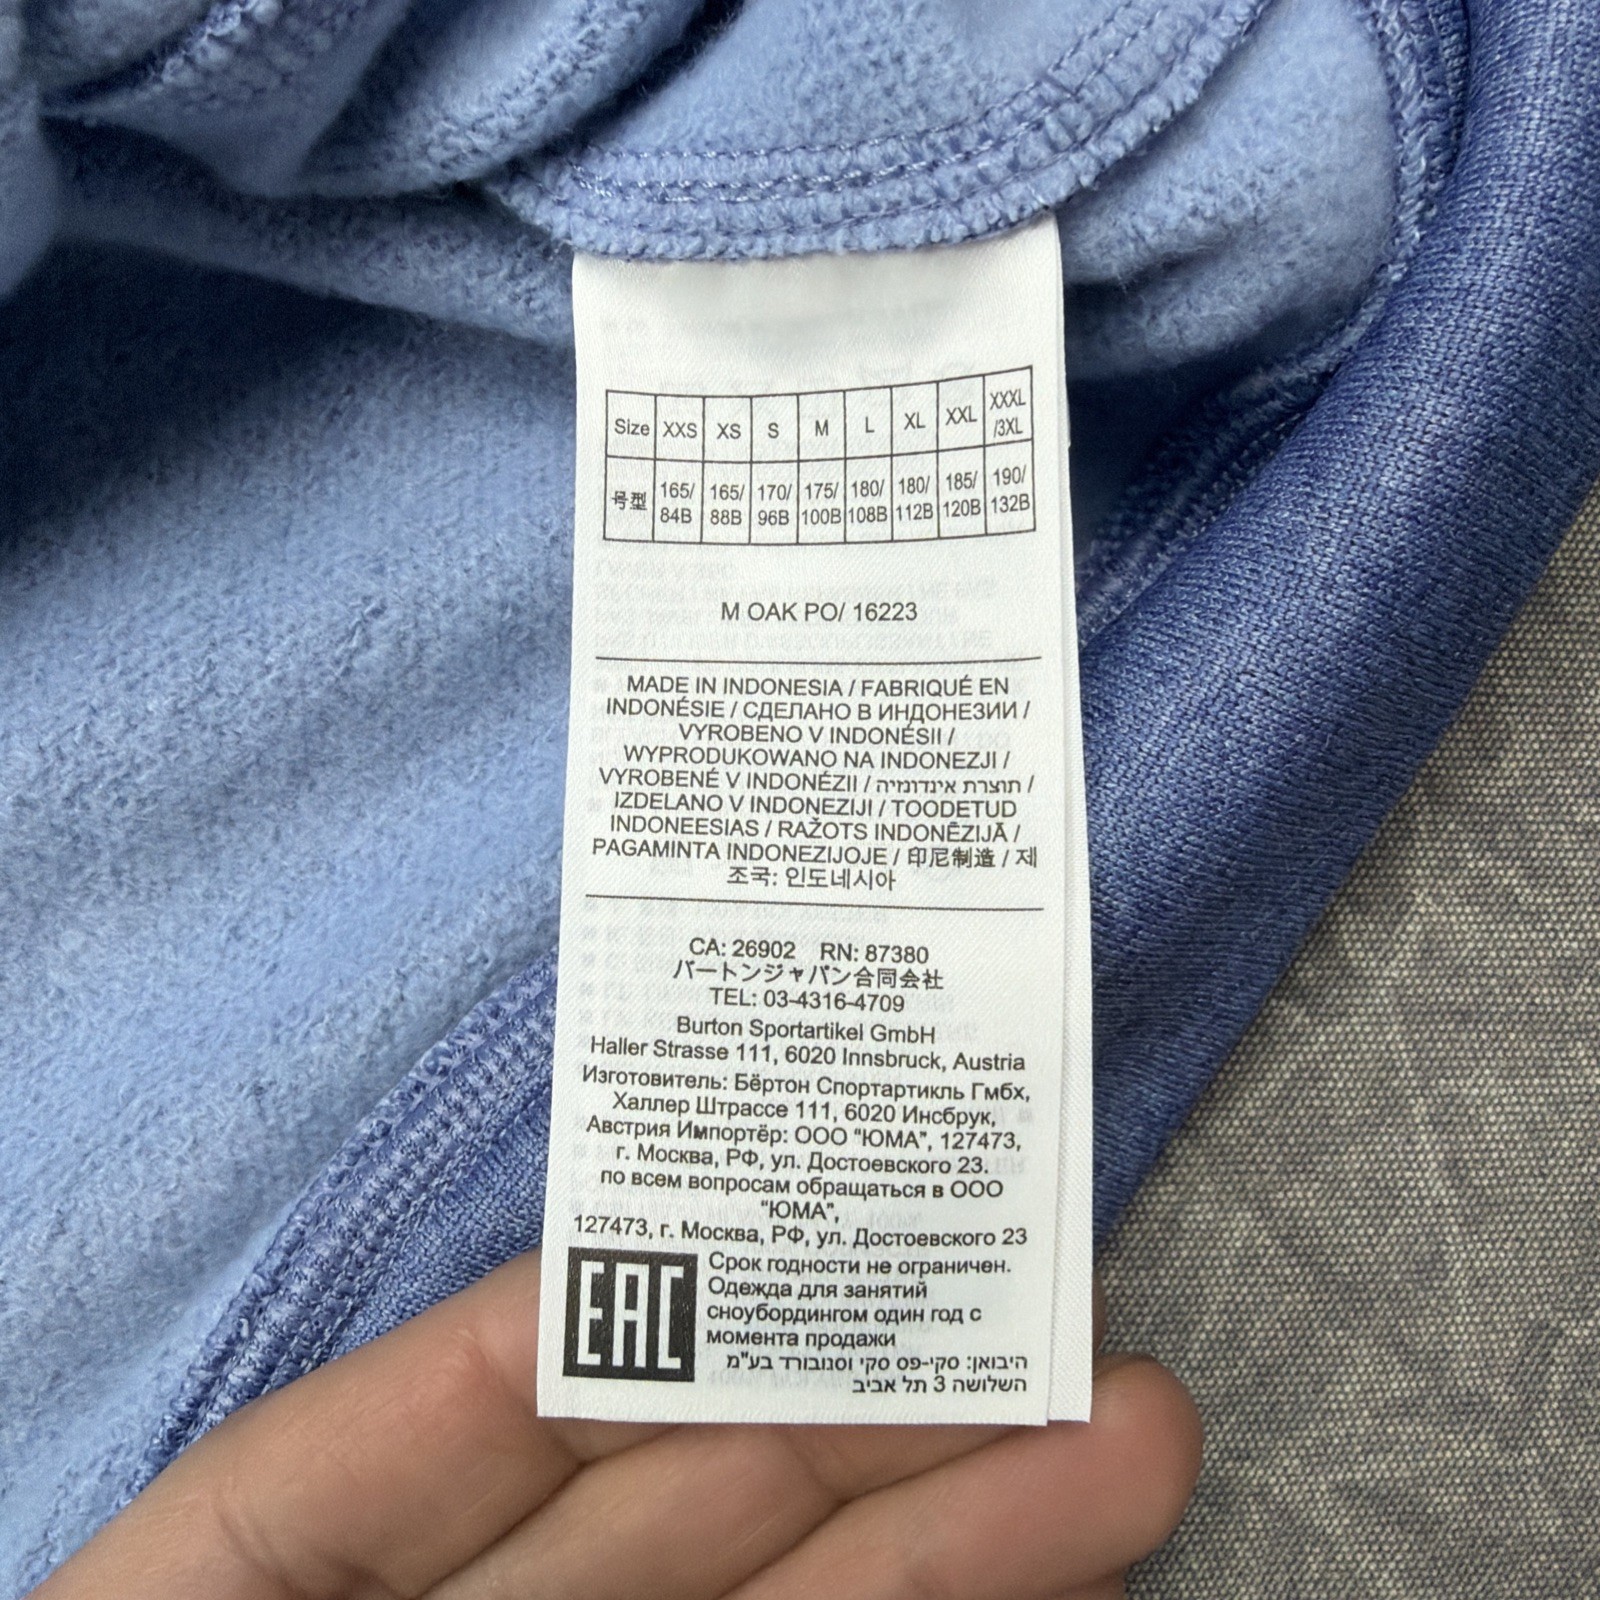 Size XXS XS S M L XL XXL XXXL/3XL
号型 165/84B 165/88B 170/96B 175/100B 180/108B 180/112B 185/120B 190/132B
M OAK PO/ 16223
MADE IN INDONESIA / FABRIQUÉ EN
INDONÉSIE / СДЕЛАНО В ИНДОНЕЗИИ /
VYROBENO V INDONÉSII /
WYPRODUKOWANO NA INDONEZJI /
VYROBENÉ V INDONÉZII / תוצרת אינדונזיה /
IZDELANO V INDONEZIJI / TOODETUD
INDONEESIAS / RAŽOTS INDONĒZIJĀ /
PAGAMINTA INDONEZIJOJE / 印尼制造 / 제
조국: 인도네시아
CA: 26902 RN: 87380
バートンジャパン合同会社
TEL: 03-4316-4709
Burton Sportartikel GmbH
Haller Strasse 111, 6020 Innsbruck, Austria
Изготовитель: Бёртон Спортартикль Гмбх,
Халлер Штрассе 111, 6020 Инсбрук,
Австрия Импортёр: ООО "ЮМА", 127473,
г. Москва, РФ, ул. Достоевского 23.
по всем вопросам обращаться в ООО
"ЮМА",
127473, г. Москва, РФ, ул. Достоевского 23
EAC
Срок годности не ограничен.
Одежда для занятий
сноубордингом один год с
момента продажи
היבואן: סקי-פס סקי וסנובורד בע"מ
השלושה 3 תל אביב